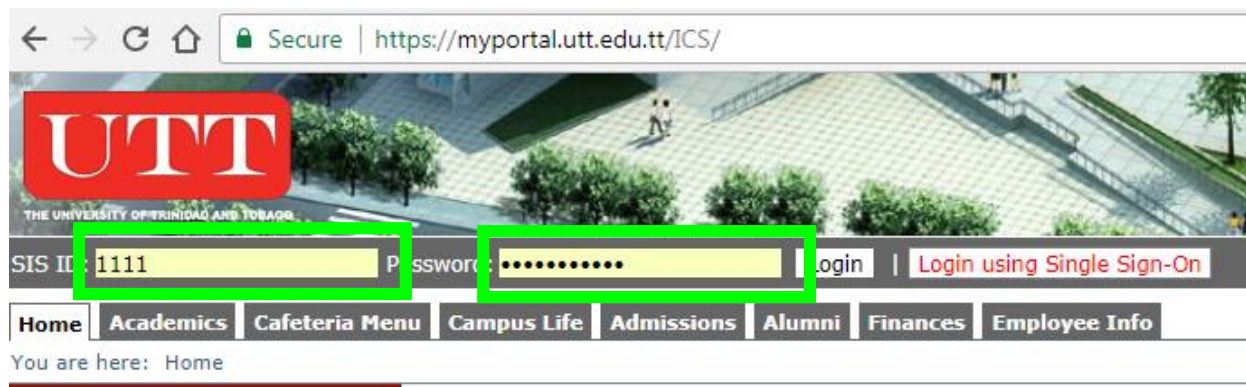 Secure | https://myportal.utt.edu.tt/ICS/
UTT
THE UNIVERSITY OF TRINIDAD AND TOBAGO
SIS ID: 1111 Password: ••••••••••• Login | Login using Single Sign-On
Home Academics Cafeteria Menu Campus Life Admissions Alumni Finances Employee Info
You are here: Home